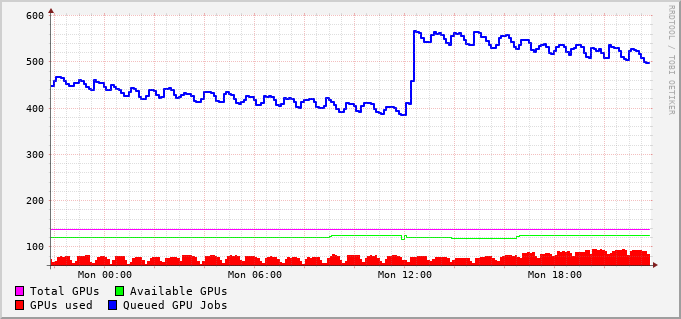 600
500
400
300
200
100
Mon 00:00 Mon 06:00 Mon 12:00 Mon 18:00
Total GPUs Available GPUs
GPUs used Queued GPU Jobs
RRDTOOL / TOBI OETIKER